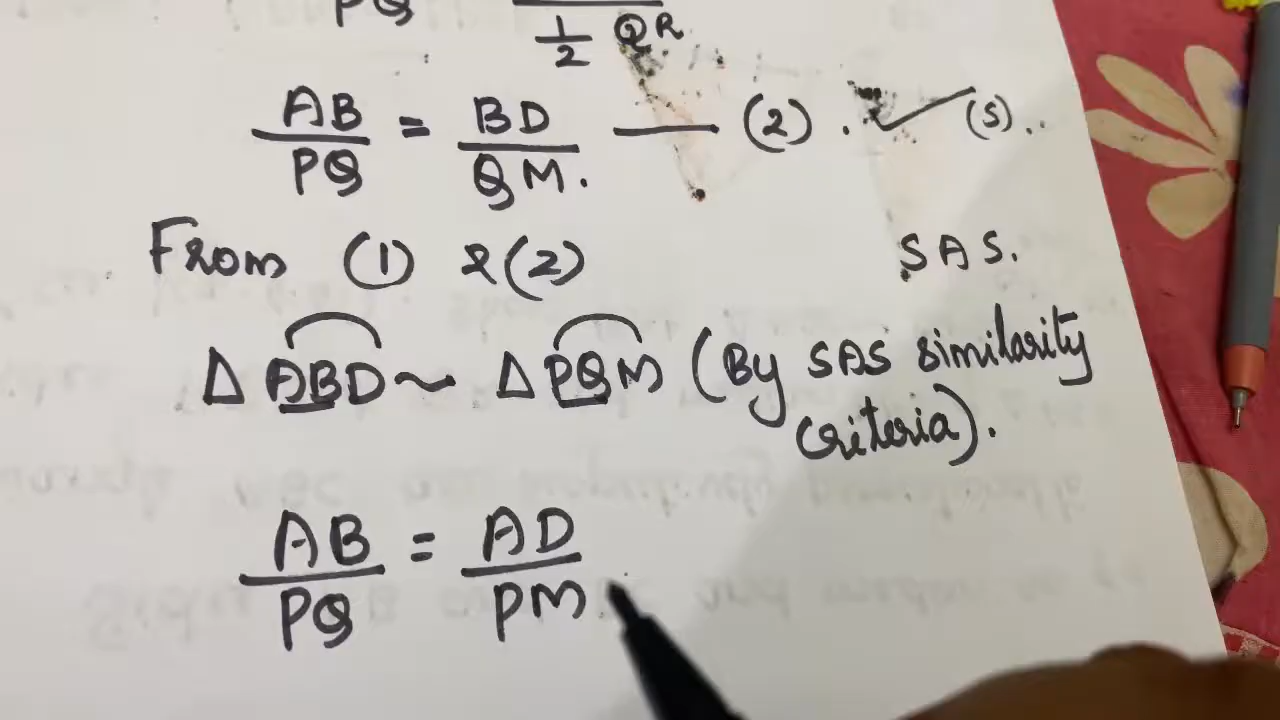 PQ
1/2 QR
AB/PQ = BD/QM. — (2). ✓ (S)..
From (1) & (2)
SAS.
Δ ABD ~ Δ PQM (By SAS similarity
criteria).
AB/PQ = AD/PM